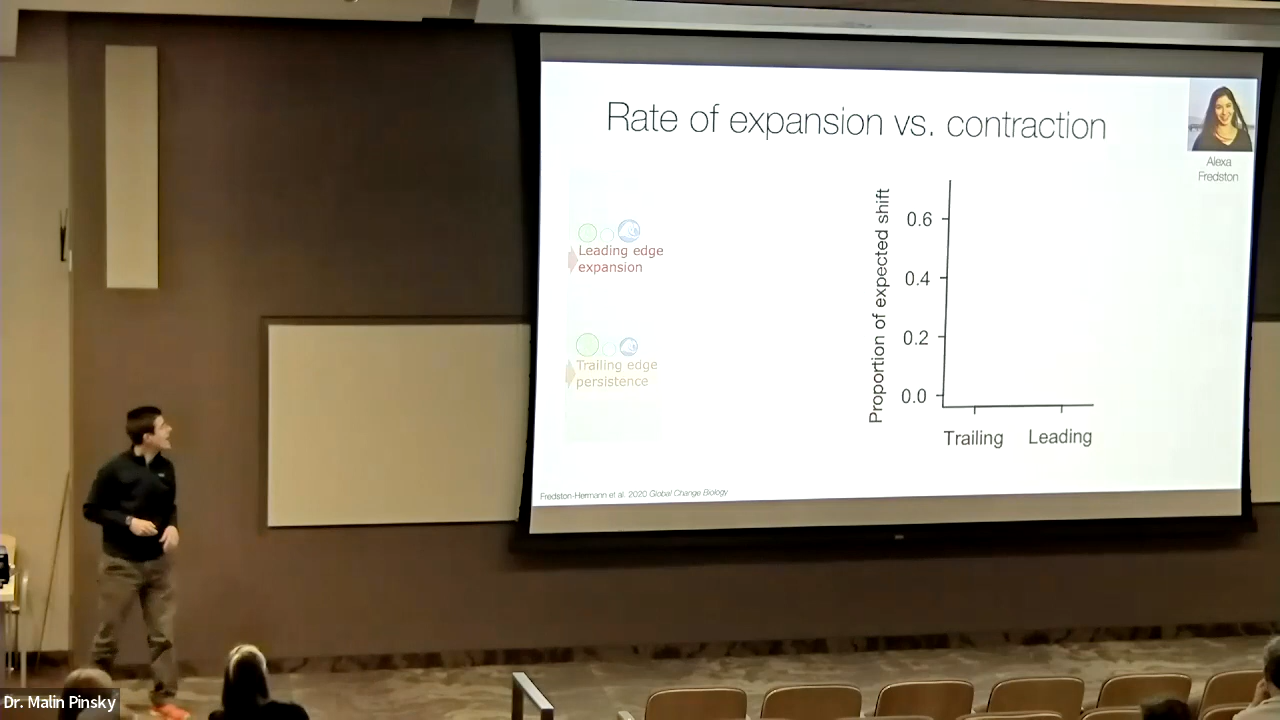 Rate of expansion vs. contraction
Alexa
Fredston
Leading edge
expansion
Trailing edge
persistence
Proportion of expected shift
0.6
0.4
0.2
0.0
Trailing
Leading
Fredston-Hermann et al. 2020 Global Change Biology
Dr. Malin Pinsky